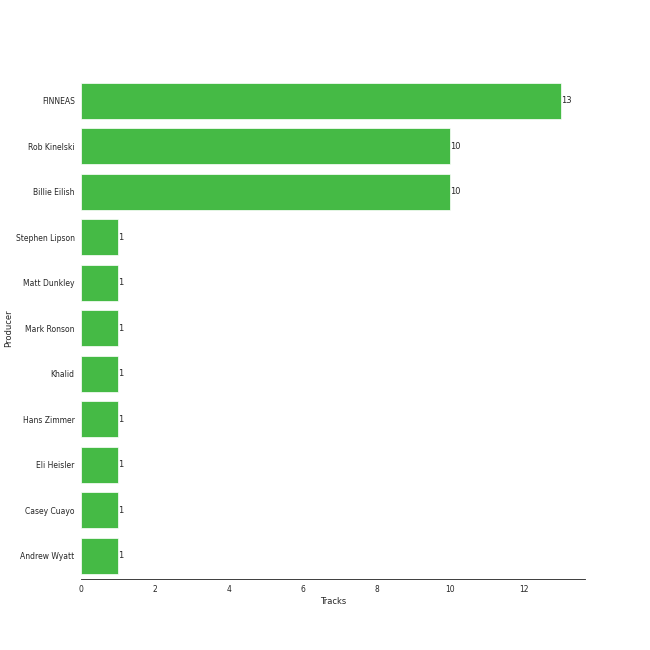 FINNEAS 13
Rob Kinelski 10
Billie Eilish 10
Stephen Lipson 1
Matt Dunkley 1
Mark Ronson 1
Khalid 1
Hans Zimmer 1
Eli Heisler 1
Casey Cuayo 1
Andrew Wyatt 1
Producer
0 2 4 6 8 10 12
Tracks